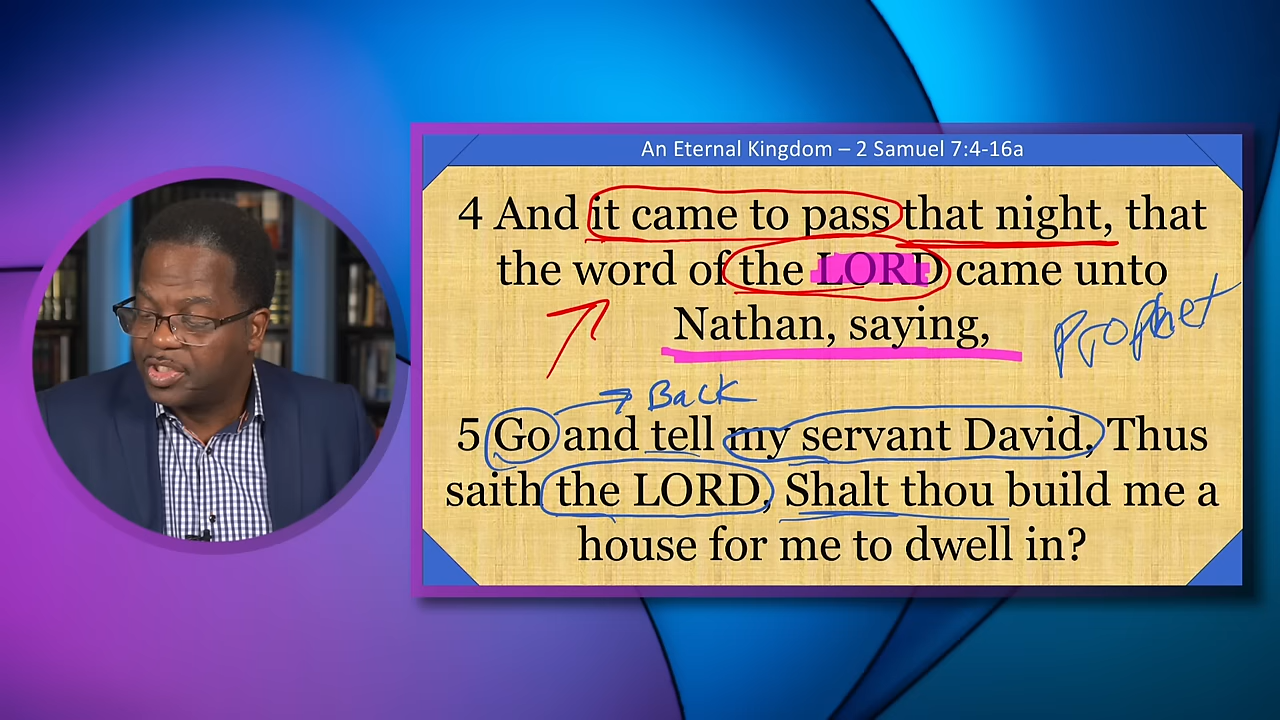 An Eternal Kingdom – 2 Samuel 7:4-16a
4 And it came to pass that night, that
the word of the LORD came unto
Nathan, saying,
Prophet
Back
5 Go and tell my servant David, Thus
saith the LORD, Shalt thou build me a
house for me to dwell in?